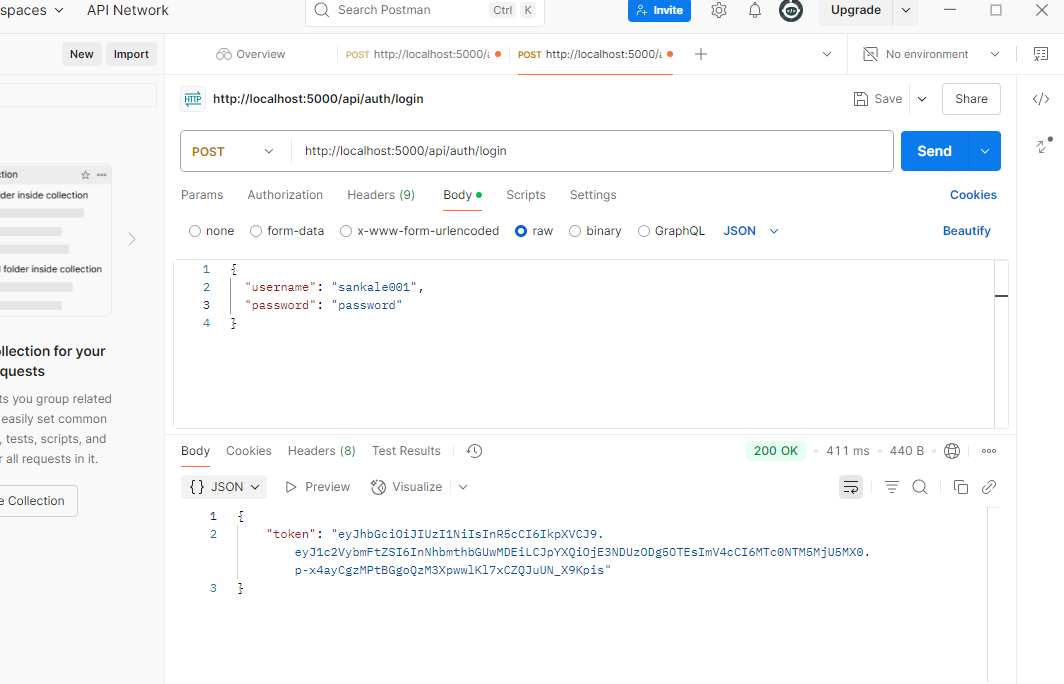 spaces API Network Search Postman Ctrl K Invite Upgrade
New Import Overview POST http://localhost:5000/a POST http://localhost:5000/a No environment
HTTP http://localhost:5000/api/auth/login Save Share
POST http://localhost:5000/api/auth/login Send
Params Authorization Headers (9) Body Scripts Settings Cookies
none form-data x-www-form-urlencoded raw binary GraphQL JSON Beautify
ction
lder inside collection
l folder inside collection
ollection for your
quests
ts you group related
easily set common
, tests, scripts, and
r all requests in it.
e Collection
1 {
2 "username": "sankale001",
3 "password": "password"
4 }
Body Cookies Headers (8) Test Results 200 OK 411 ms 440 B
{} JSON Preview Visualize
1 {
2 "token": "eyJhbGciOiJIUzI1NiIsInR5cCI6IkpXVCJ9.
eyJ1c2VybmFtZSI6InNhbmthbGUwMDEiLCJpYXQiOjE3NDUzODg5OTEsImV4cCI6MTc0NTM5MjU5MX0.
p-x4ayCgzMPtBGgoQzM3XpwwlKl7xCZQJuUN_X9Kpis"
3 }